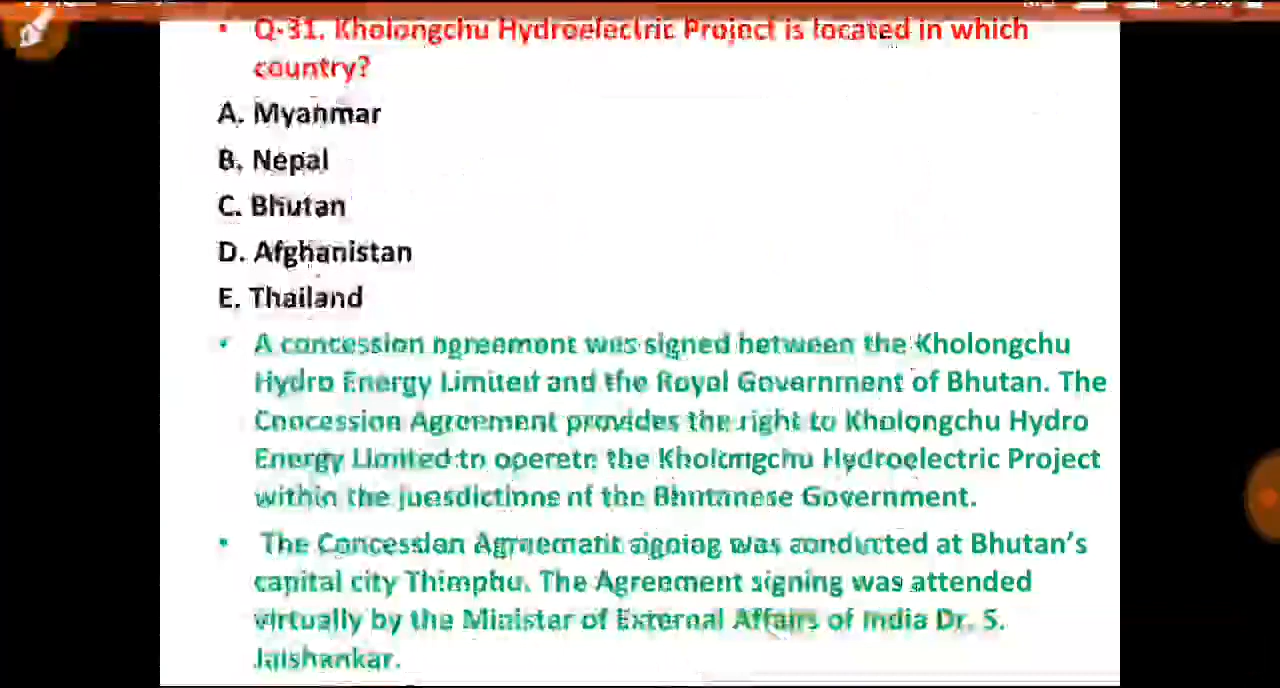 • Q-31. Kholongchu Hydroelectric Project is located in which
country?
A. Myanmar
B. Nepal
C. Bhutan
D. Afghanistan
E. Thailand
• A concession agreement was signed between the Kholongchu
Hydro Energy Limited and the Royal Government of Bhutan. The
Concession Agreement provides the right to Kholongchu Hydro
Energy Limited to operate the Kholongchu Hydroelectric Project
within the juesdictions of the Bhutanese Government.
• The Concession Agreement signing was conducted at Bhutan's
capital city Thimphu. The Agreement signing was attended
virtually by the Minister of External Affairs of India Dr. S.
Jaishankar.